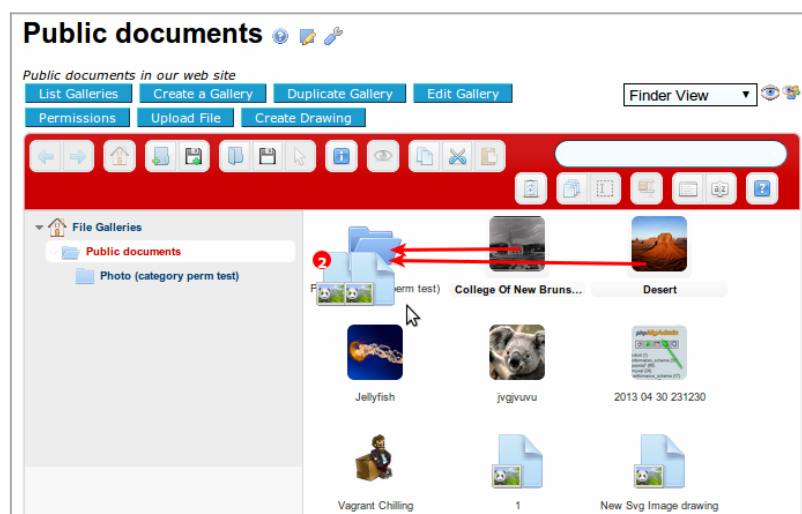 Public documents
Public documents in our web site
List Galleries Create a Gallery Duplicate Gallery Edit Gallery
Finder View
Permissions Upload File Create Drawing
File Galleries
Public documents
Photo (category perm test)
2
erm test)
College Of New Bruns...
Desert
Jellyfish
jvgjvuvu
2013 04 30 231230
Vagrant Chilling
1
New Svg Image drawing